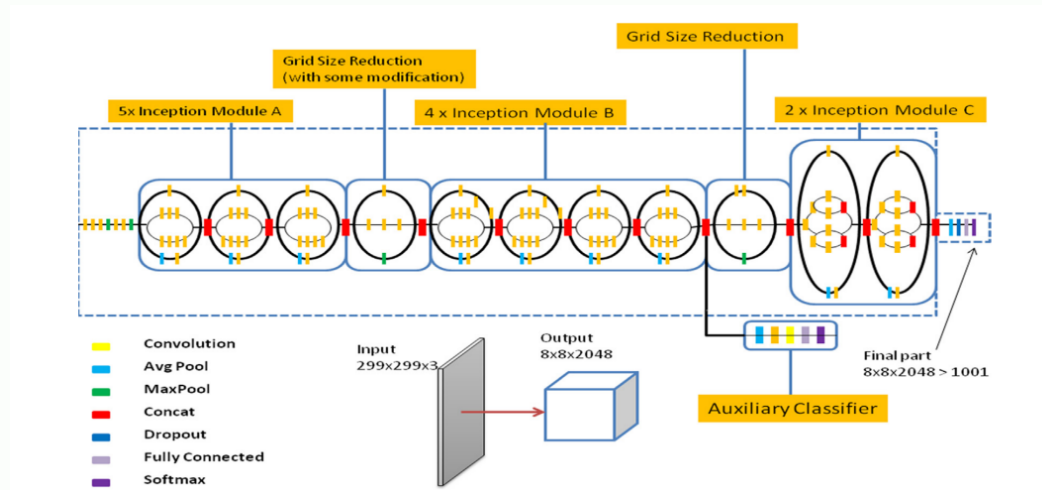 Grid Size Reduction
Grid Size Reduction
(with some modification)
5x Inception Module A
4 x Inception Module B
2 x Inception Module C
Convolution
Avg Pool
MaxPool
Concat
Dropout
Fully Connected
Softmax
Input
299x299x3
Output
8x8x2048
Final part
8x8x2048 > 1001
Auxiliary Classifier